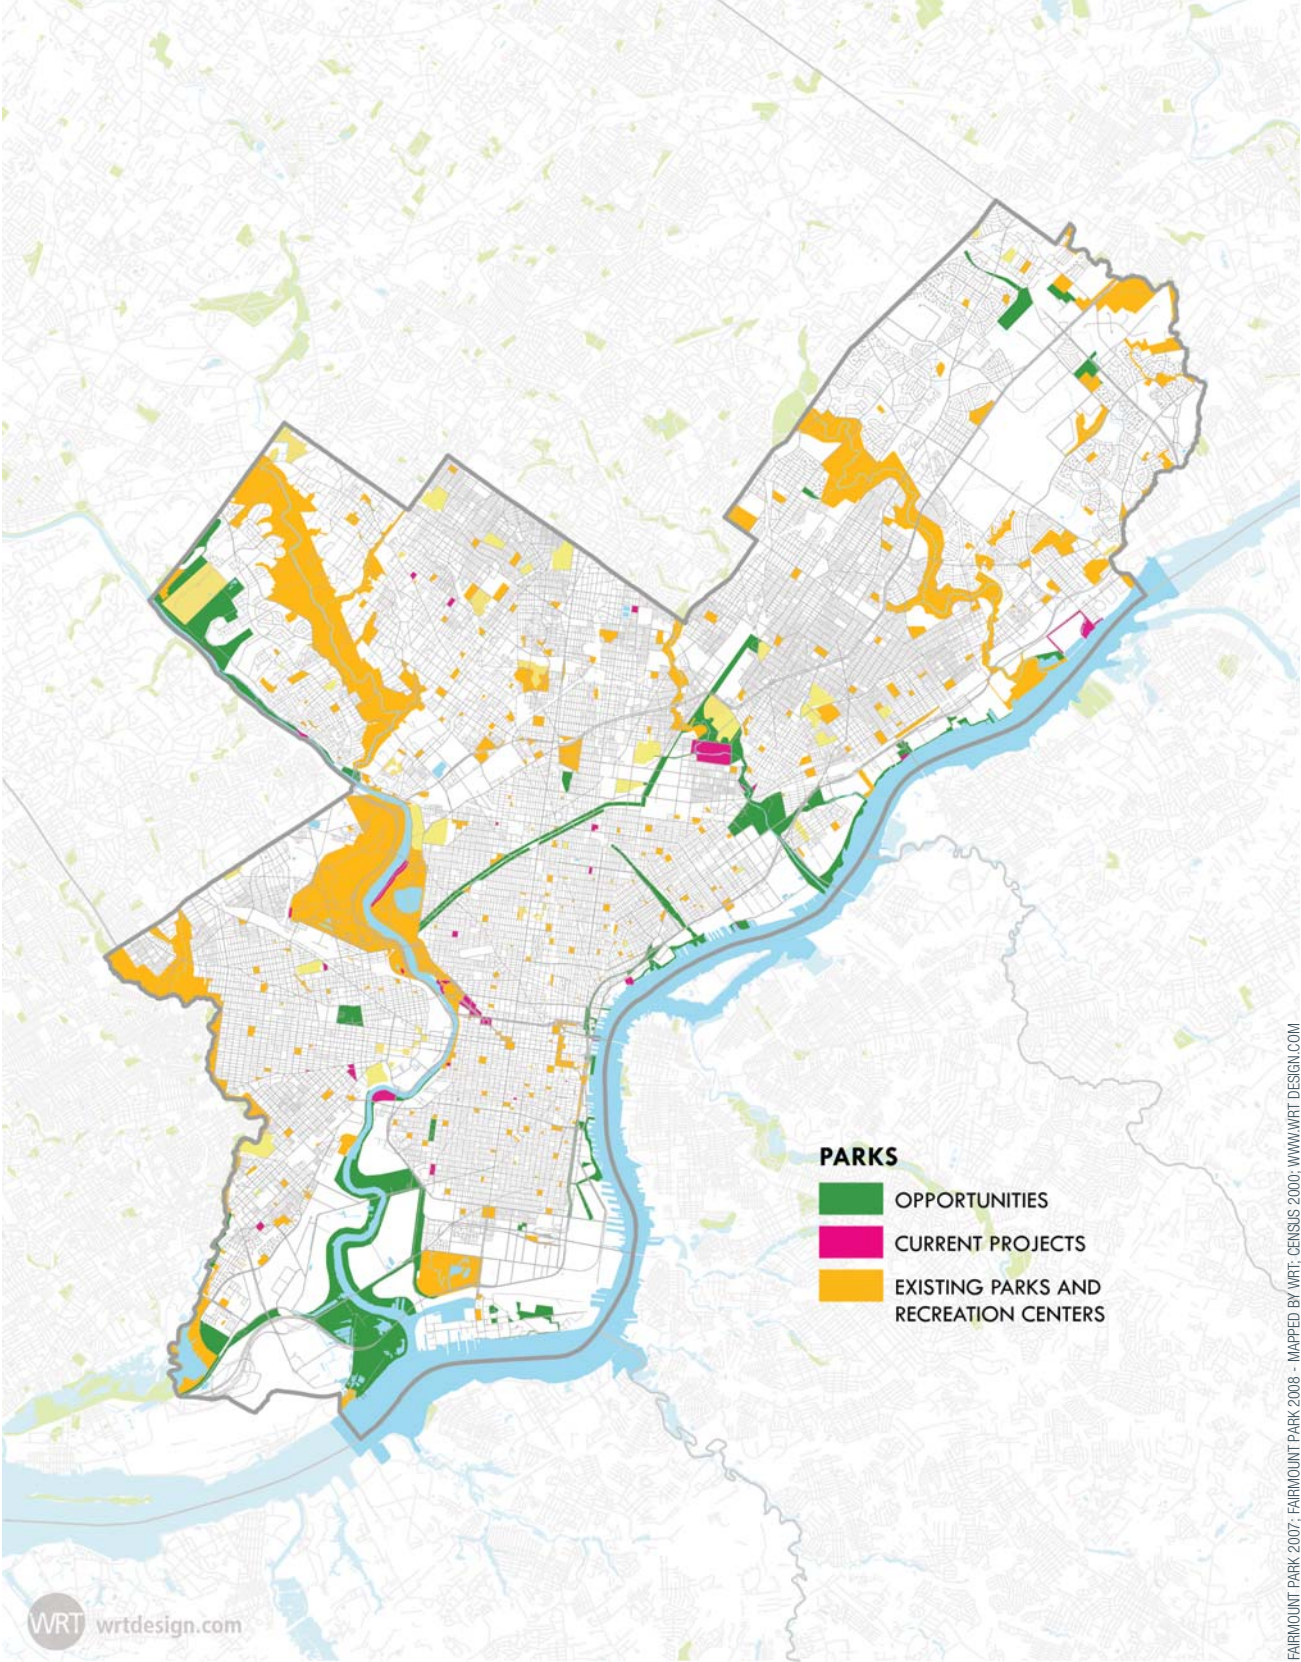 PARKS
OPPORTUNITIES
CURRENT PROJECTS
EXISTING PARKS AND
RECREATION CENTERS
FAIRMOUNT PARK 2007; FAIRMOUNT PARK 2008 - MAPPED BY WRT; CENSUS 2000; WWW.WRT DESIGN.COM
WRT wrtdesign.com